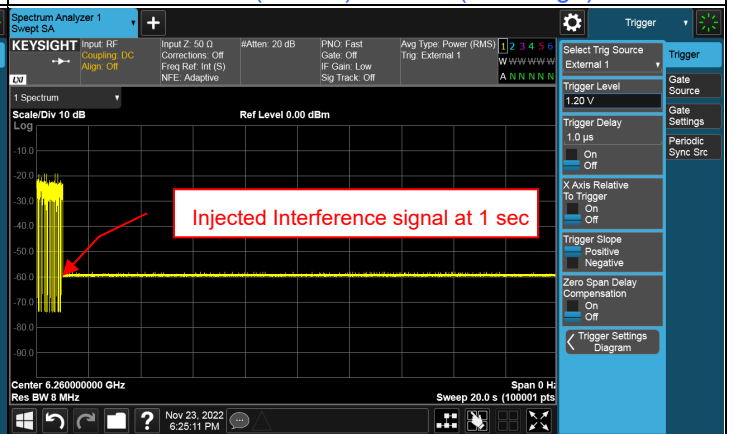 Spectrum Analyzer 1
Swept SA
+
Trigger
KEYSIGHT
Input: RF
Coupling: DC
Align: Off
Input Z: 50 Ω
Corrections: Off
Freq Ref: Int (S)
NFE: Adaptive
#Atten: 20 dB
PNO: Fast
Gate: Off
IF Gain: Low
Sig Track: Off
Avg Type: Power (RMS)
Trig: External 1
1 2 3 4 5 6
W W W W W W
A N N N N N
LXI
1 Spectrum
Scale/Div 10 dB
Ref Level 0.00 dBm
Log
-10.0
-20.0
-30.0
-40.0
-50.0
-60.0
-70.0
-80.0
-90.0
Injected Interference signal at 1 sec
Center 6.260000000 GHz
Res BW 8 MHz
Span 0 Hz
Sweep 20.0 s (100001 pts
Select Trig Source
External 1
Trigger Level
1.20 V
Trigger Delay
1.0 µs
On
Off
X Axis Relative
To Trigger
On
Off
Trigger Slope
Positive
Negative
Zero Span Delay
Compensation
On
Off
Trigger Settings
Diagram
Trigger
Gate
Source
Gate
Settings
Periodic
Sync Src
?
Nov 23, 2022
6:25:11 PM